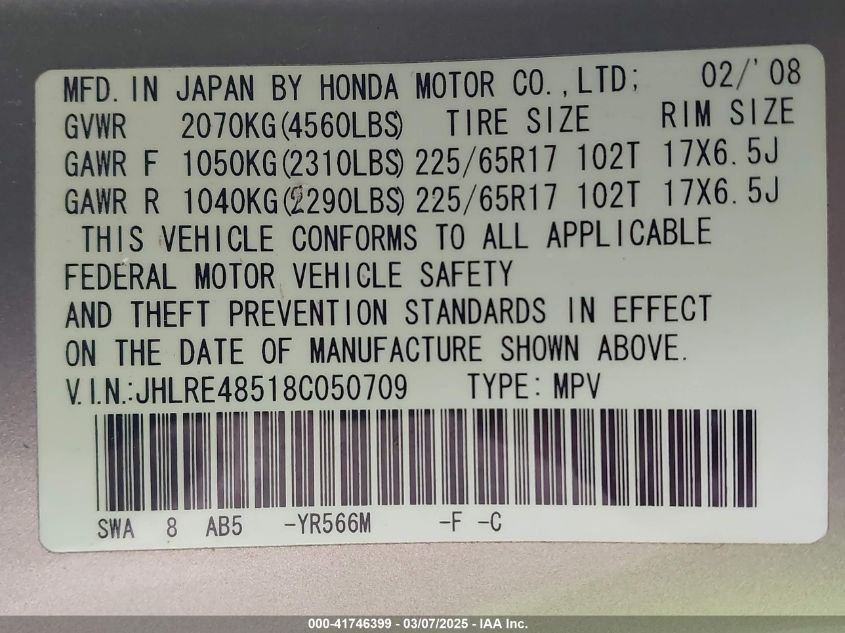 MFD. IN JAPAN BY HONDA MOTOR CO.,LTD; 02/'08
GVWR 2070KG(4560LBS) TIRE SIZE RIM SIZE
GAWR F 1050KG(2310LBS) 225/65R17 102T 17X6.5J
GAWR R 1040KG(2290LBS) 225/65R17 102T 17X6.5J
THIS VEHICLE CONFORMS TO ALL APPLICABLE
FEDERAL MOTOR VEHICLE SAFETY
AND THEFT PREVENTION STANDARDS IN EFFECT
ON THE DATE OF MANUFACTURE SHOWN ABOVE.
V.I.N.:JHLRE48518C050709 TYPE: MPV
SWA 8 AB5 -YR566M -F -C
000-41746399 - 03/07/2025 - IAA Inc.